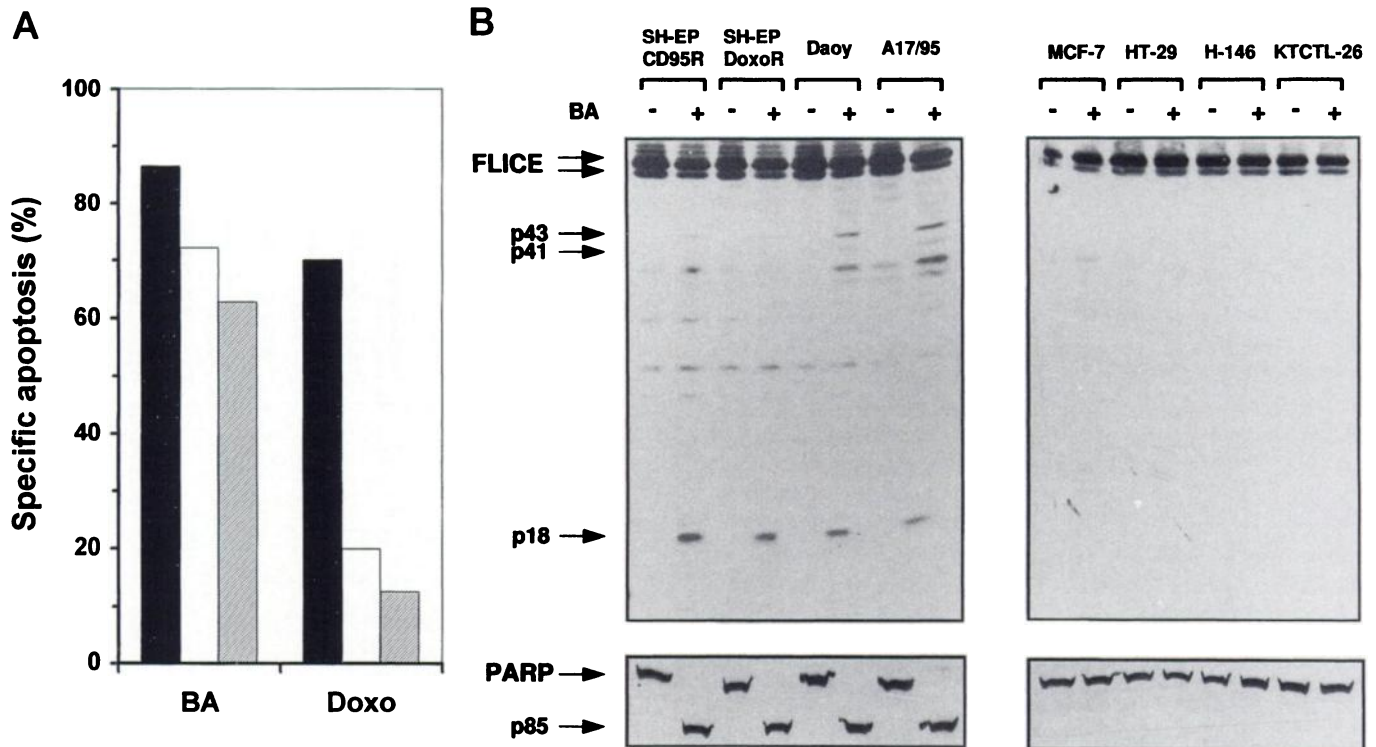 A
Specific apoptosis (%)
100
80
60
40
20
0
BA Doxo
B
SH-EP CD95R SH-EP DoxoR Daoy A17/95 MCF-7 HT-29 H-146 KTCTL-26
BA - + - + - + - + - + - + - + - +
FLICE
p43
p41
p18
PARP
p85